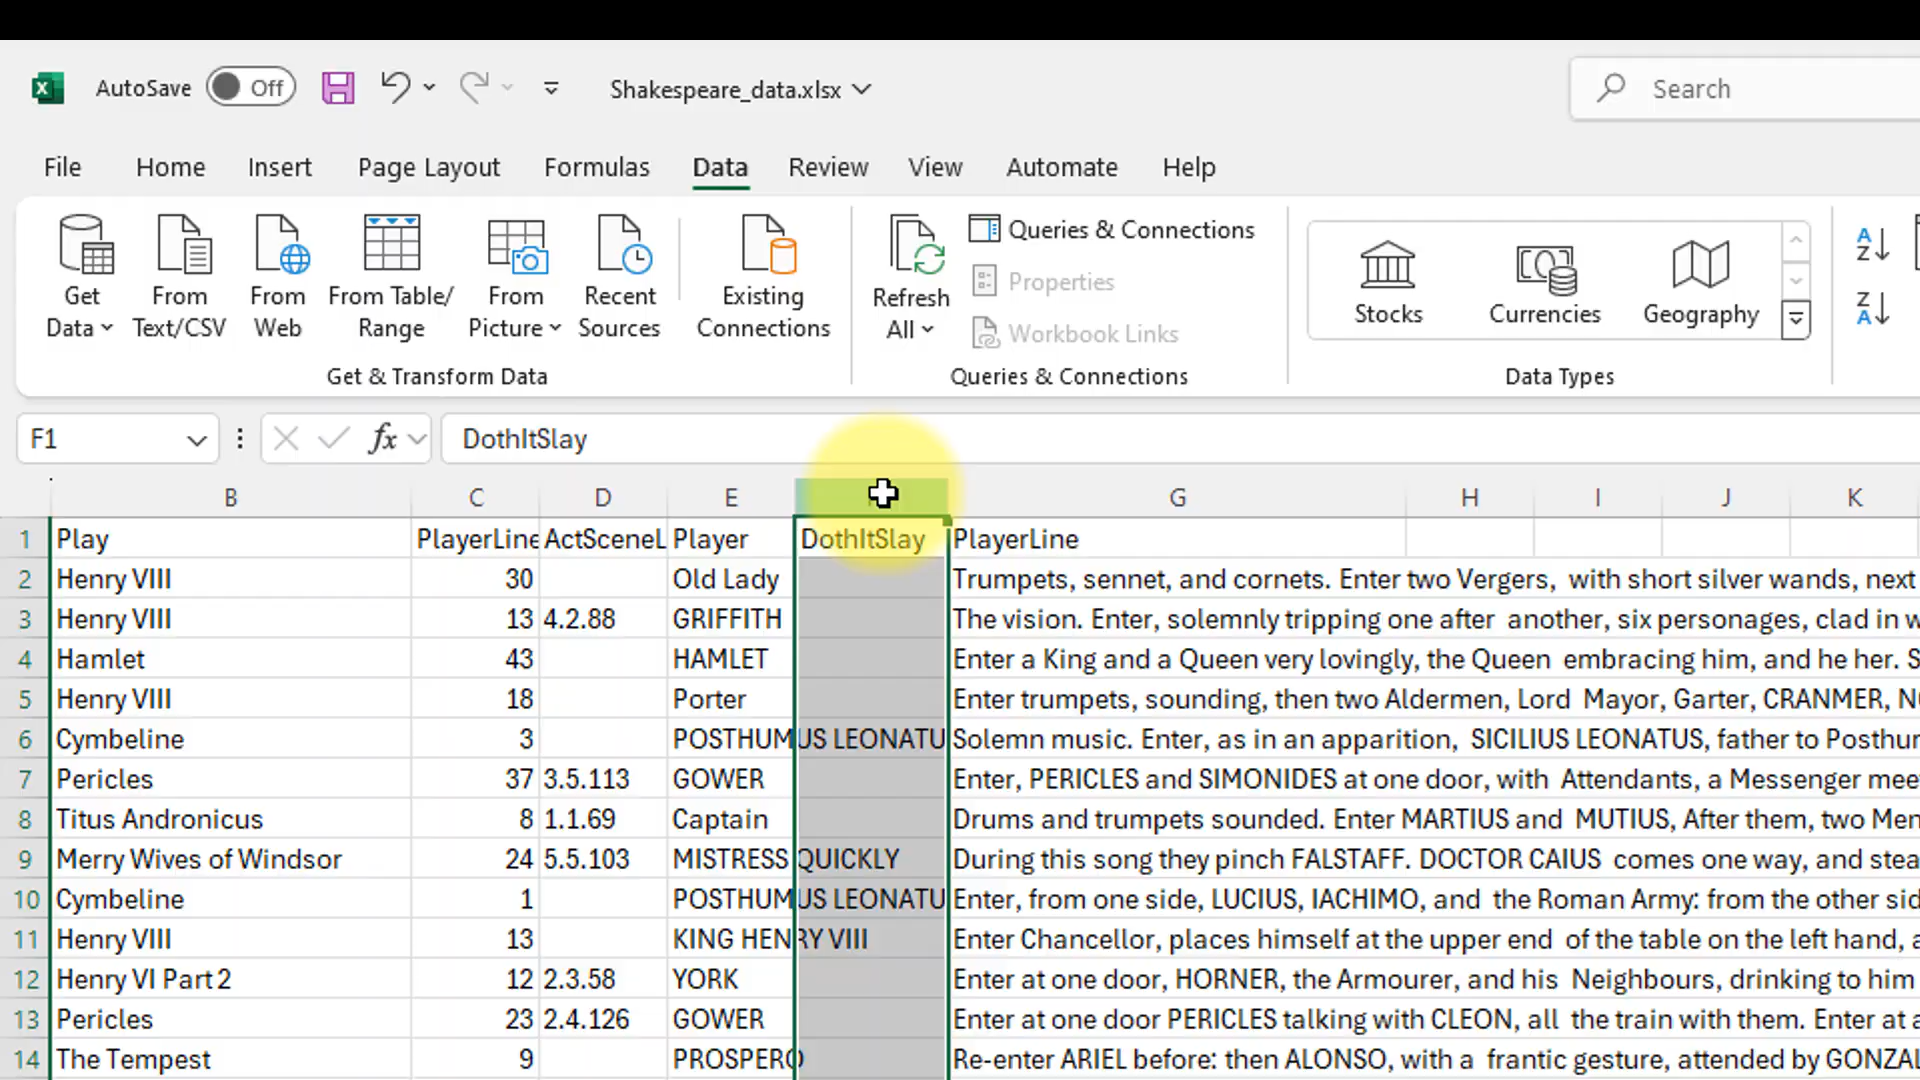 AutoSave Off Shakespeare_data.xlsx Search
File Home Insert Page Layout Formulas Data Review View Automate Help
Get Data
From Text/CSV
From Web
From Table/ Range
From Picture
Recent Sources
Existing Connections
Get & Transform Data
Refresh All
Queries & Connections
Properties
Workbook Links
Queries & Connections
Stocks
Currencies
Geography
Data Types
A Z
Z A
F1 fx DothItSlay
B C D E G H I J K
1 Play PlayerLine ActSceneL Player DothItSlay PlayerLine
2 Henry VIII 30 Old Lady Trumpets, sennet, and cornets. Enter two Vergers, with short silver wands, next
3 Henry VIII 13 4.2.88 GRIFFITH The vision. Enter, solemnly tripping one after another, six personages, clad in w
4 Hamlet 43 HAMLET Enter a King and a Queen very lovingly, the Queen embracing him, and he her. S
5 Henry VIII 18 Porter Enter trumpets, sounding, then two Aldermen, Lord Mayor, Garter, CRANMER, N
6 Cymbeline 3 POSTHUMUS LEONATU Solemn music. Enter, as in an apparition, SICILIUS LEONATUS, father to Posthu
7 Pericles 37 3.5.113 GOWER Enter, PERICLES and SIMONIDES at one door, with Attendants, a Messenger mee
8 Titus Andronicus 8 1.1.69 Captain Drums and trumpets sounded. Enter MARTIUS and MUTIUS, After them, two Men
9 Merry Wives of Windsor 24 5.5.103 MISTRESS QUICKLY During this song they pinch FALSTAFF. DOCTOR CAIUS comes one way, and stea
10 Cymbeline 1 POSTHUMUS LEONATU Enter, from one side, LUCIUS, IACHIMO, and the Roman Army: from the other sid
11 Henry VIII 13 KING HENRY VIII Enter Chancellor, places himself at the upper end of the table on the left hand, a
12 Henry VI Part 2 12 2.3.58 YORK Enter at one door, HORNER, the Armourer, and his Neighbours, drinking to him
13 Pericles 23 2.4.126 GOWER Enter at one door PERICLES talking with CLEON, all the train with them. Enter at a
14 The Tempest 9 PROSPERO Re-enter ARIEL before: then ALONSO, with a frantic gesture, attended by GONZAL